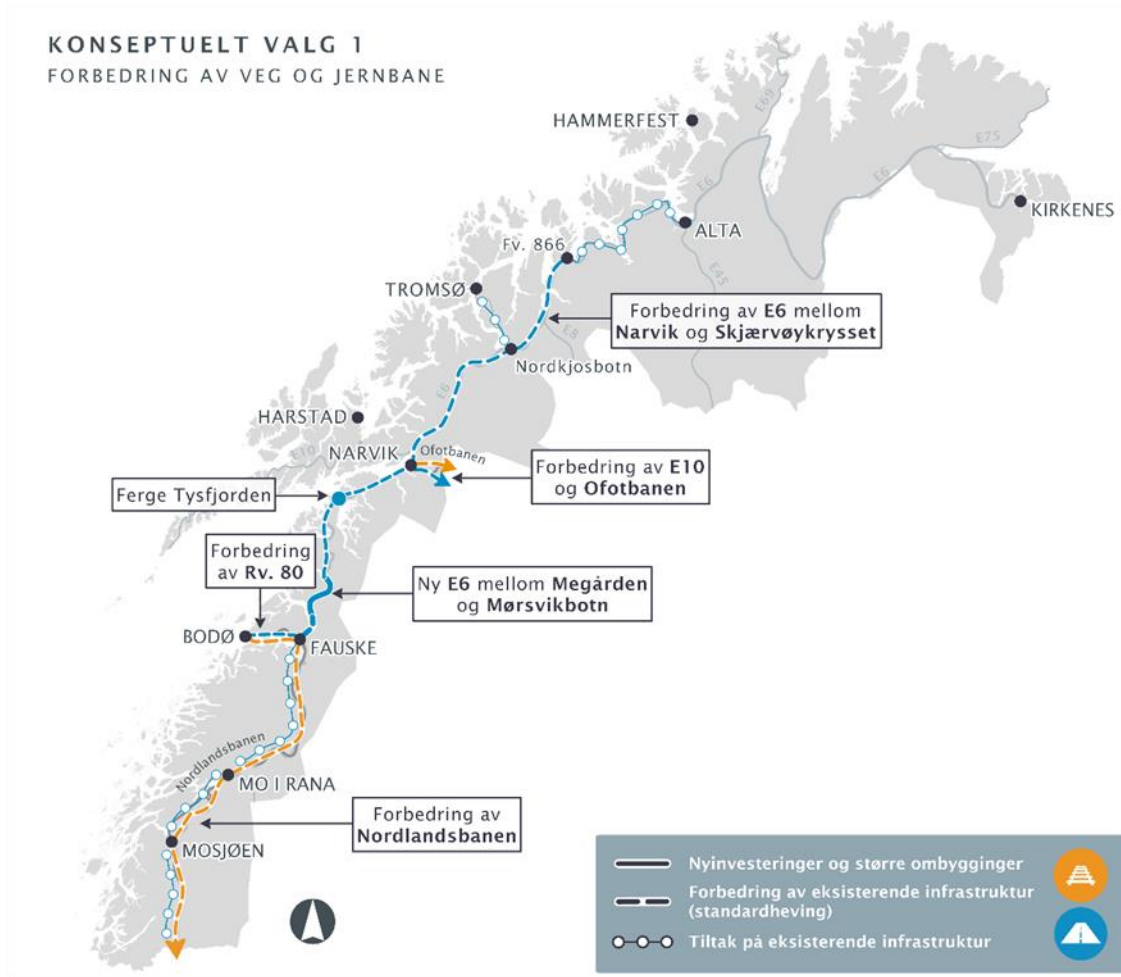 KONSEPTUELT VALG 1
FORBEDRING AV VEG OG JERNBANE
E69
HAMMERFEST
E75
E6
E6
KIRKENES
ALTA
Fv. 866
E45
TROMSØ
Forbedring av E6 mellom
Narvik og Skjærvøykrysset
E8
Nordkjosbotn
E6
HARSTAD
NARVIK
Ofotbanen
E10
Forbedring av E10
og Ofotbanen
Ferge Tysfjorden
Forbedring
av Rv. 80
Ny E6 mellom Megården
og Mørsvikbotn
BODØ
FAUSKE
Nordlandsbanen
MO I RANA
Forbedring av
Nordlandsbanen
MOSJØEN
Nyinvesteringer og større ombygginger
Forbedring av eksisterende infrastruktur
(standardheving)
Tiltak på eksisterende infrastruktur